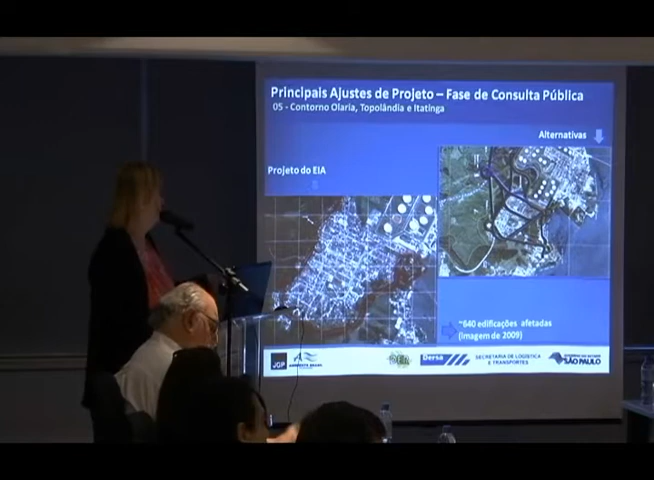 Principais Ajustes de Projeto – Fase de Consulta Pública
05 - Contorno Olaria, Topolândia e Itatinga
Alternativas
Projeto do EIA
~640 edificações afetadas
(Imagem de 2009)
JGP
DER
Dersa
SECRETARIA DE LOGÍSTICA
E TRANSPORTES
SÃO PAULO